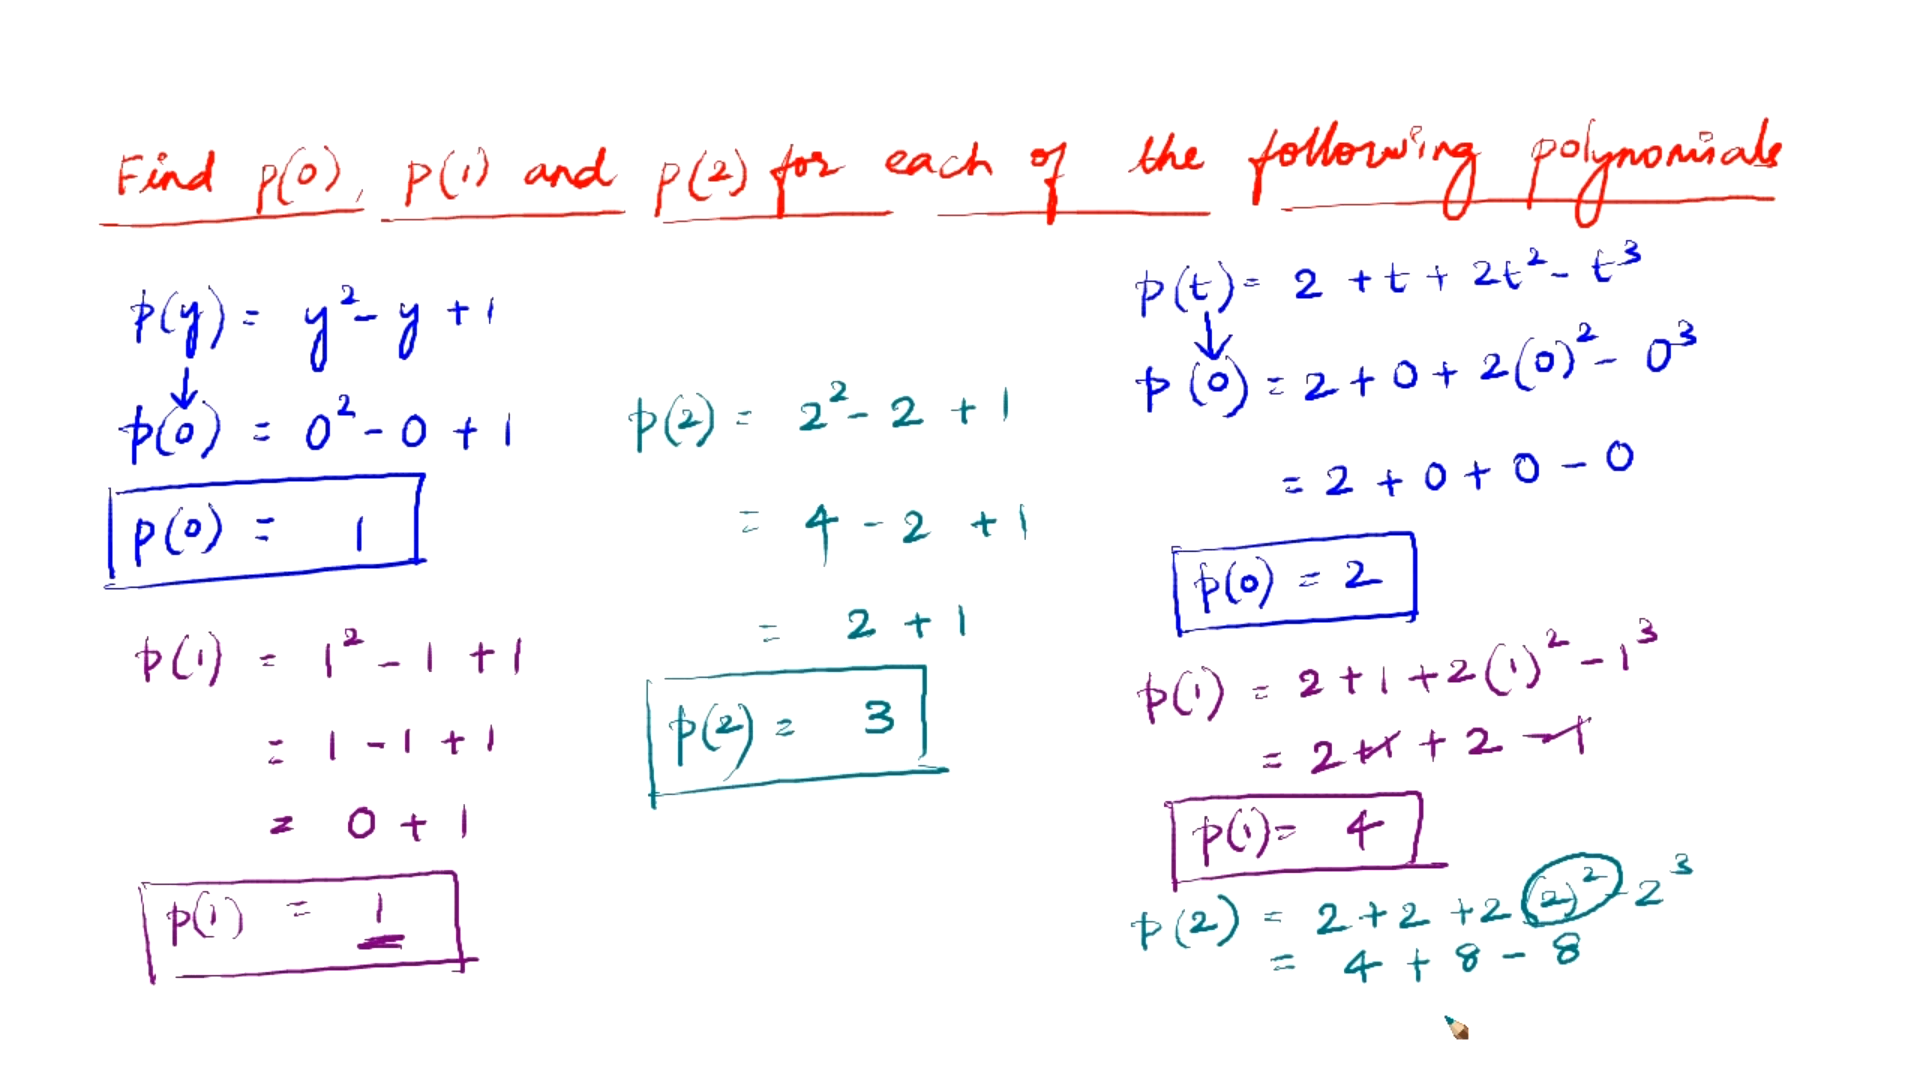 Find p(0), p(1) and p(2) for each of the following polynomials
p(y) = y² - y + 1
p(0) = 0² - 0 + 1
p(0) = 1
p(1) = 1² - 1 + 1
= 1 - 1 + 1
= 0 + 1
p(1) = 1
p(2) = 2² - 2 + 1
= 4 - 2 + 1
= 2 + 1
p(2) = 3
p(t) = 2 + t + 2t² - t³
p(0) = 2 + 0 + 2(0)² - 0³
= 2 + 0 + 0 - 0
p(0) = 2
p(1) = 2 + 1 + 2(1)² - 1³
= 2 + 1 + 2 - 1
p(1) = 4
p(2) = 2 + 2 + 2(2)² - 2³
= 4 + 8 - 8